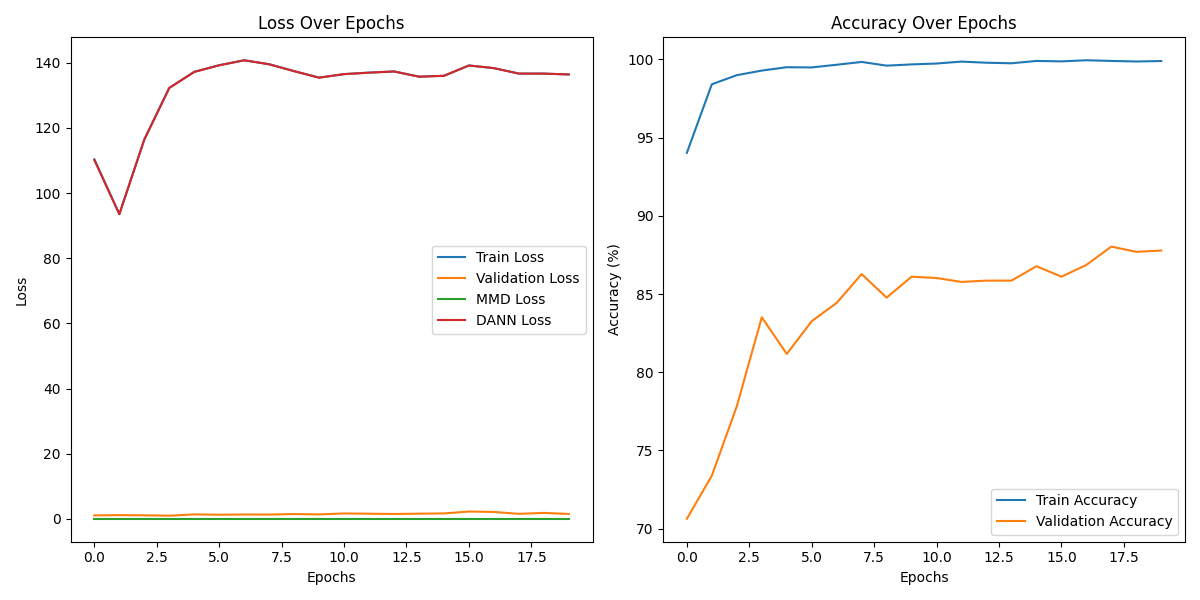 Loss Over Epochs
140
120
100
80
60
40
20
0
Loss
0.0 2.5 5.0 7.5 10.0 12.5 15.0 17.5
Epochs
Train Loss
Validation Loss
MMD Loss
DANN Loss
Accuracy Over Epochs
100
95
90
85
80
75
70
Accuracy (%)
0.0 2.5 5.0 7.5 10.0 12.5 15.0 17.5
Epochs
Train Accuracy
Validation Accuracy